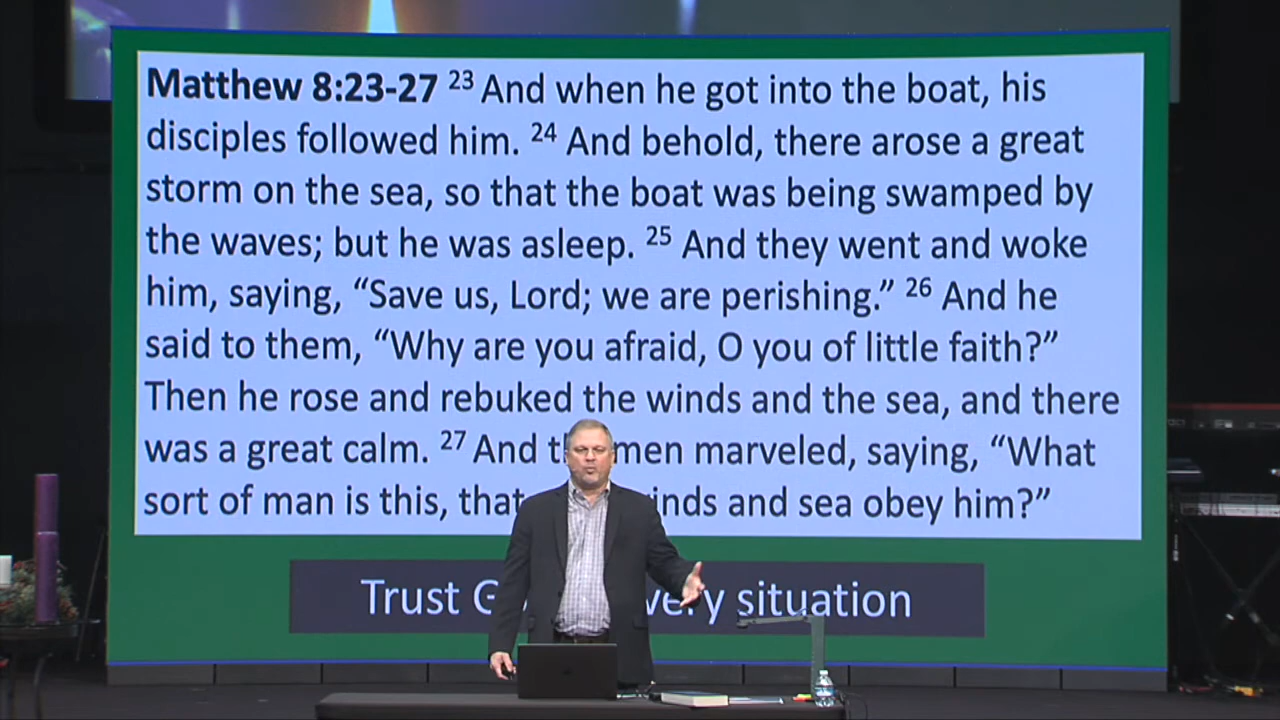 Matthew 8:23-27 23 And when he got into the boat, his
disciples followed him. 24 And behold, there arose a great
storm on the sea, so that the boat was being swamped by
the waves; but he was asleep. 25 And they went and woke
him, saying, “Save us, Lord; we are perishing.” 26 And he
said to them, “Why are you afraid, O you of little faith?”
Then he rose and rebuked the winds and the sea, and there
was a great calm. 27 And men marveled, saying, “What
sort of man is this, that and sea obey him?”
Trust situation